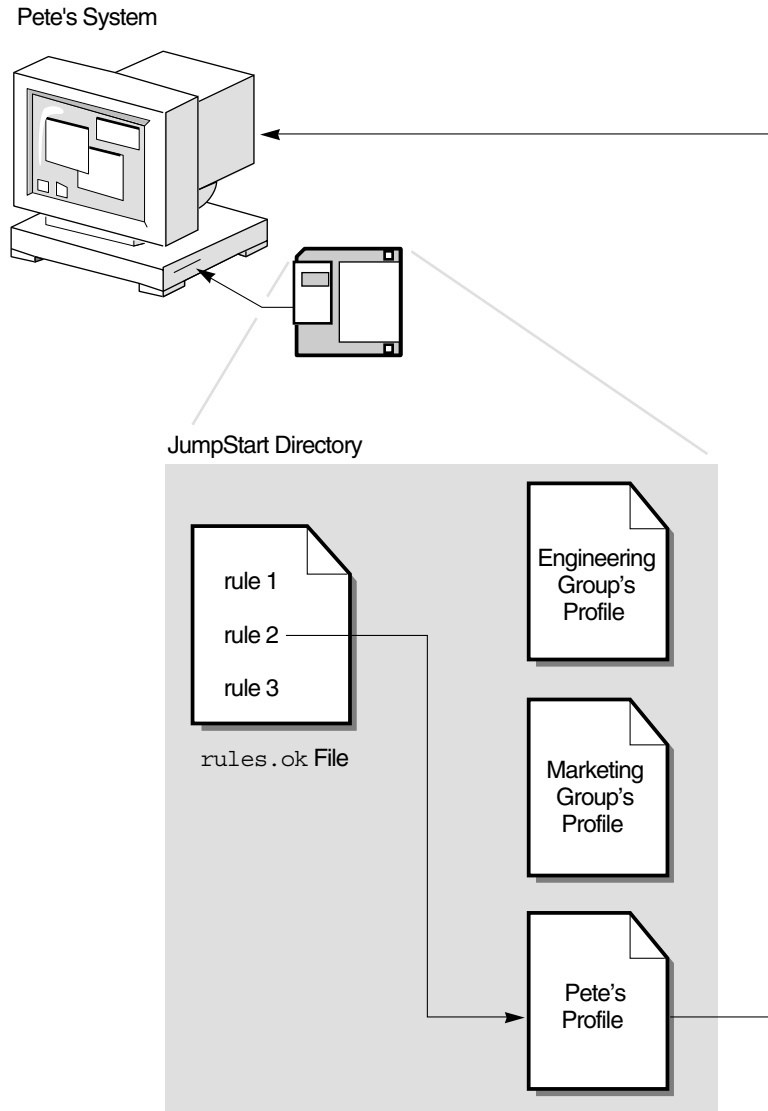 Pete's System
JumpStart Directory
rule 1
rule 2
rule 3
rules.ok File
Engineering
Group's
Profile
Marketing
Group's
Profile
Pete's
Profile